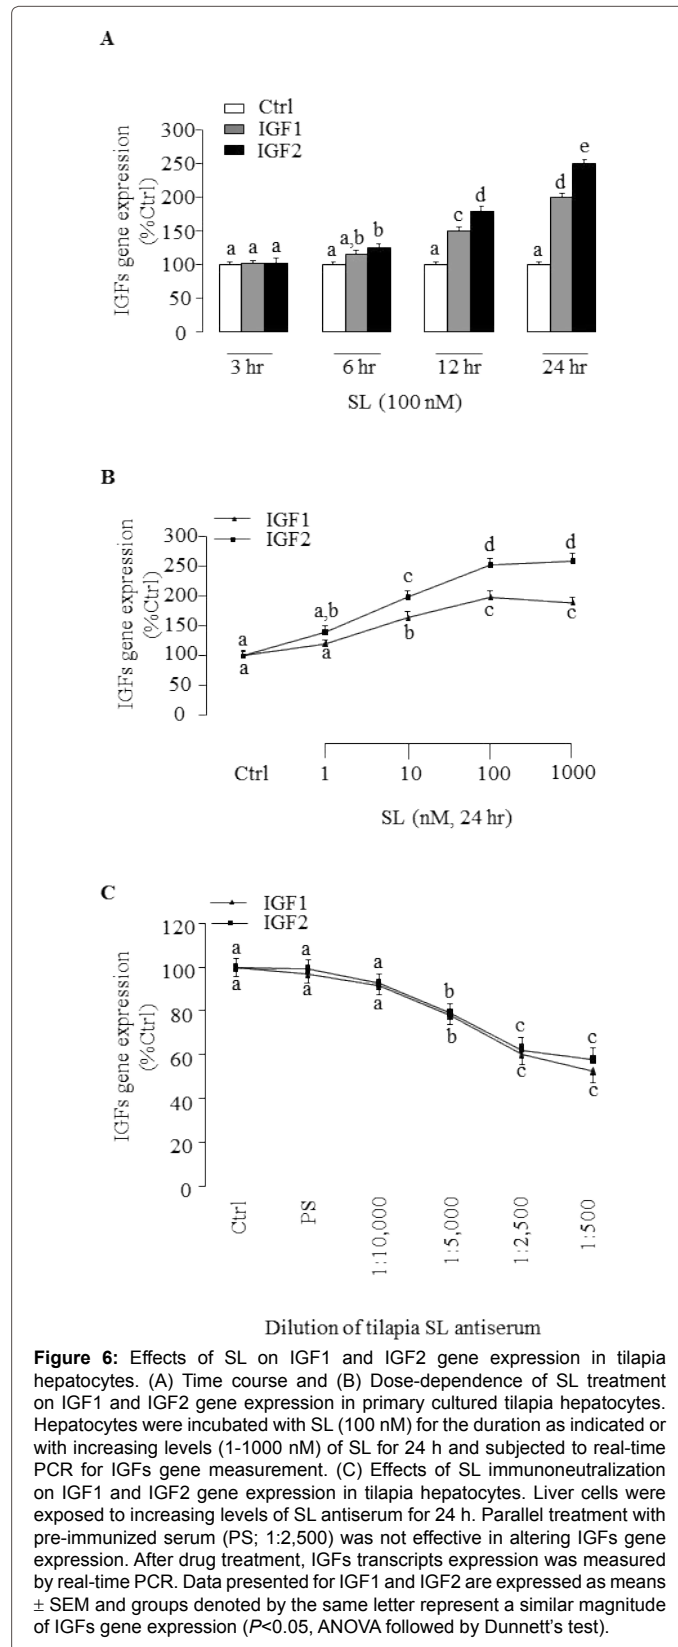 A
Ctrl
IGF1
IGF2
IGFs gene expression
(%Ctrl)
300
250
200
150
100
50
0
a a a
a a,b b
a c d
a d e
3 hr 6 hr 12 hr 24 hr
SL (100 nM)
B
IGF1
IGF2
IGFs gene expression
(%Ctrl)
300
250
200
150
100
50
0
a a,b c d d
a a b c c
Ctrl 1 10 100 1000
SL (nM, 24 hr)
C
IGF1
IGF2
IGFs gene expression
(%Ctrl)
120
100
80
60
40
20
0
a a a b c c
a a a b c c
Ctrl PS 1:10,000 1:5,000 1:2,500 1:500
Dilution of tilapia SL antiserum
Figure 6: Effects of SL on IGF1 and IGF2 gene expression in tilapia
hepatocytes. (A) Time course and (B) Dose-dependence of SL treatment
on IGF1 and IGF2 gene expression in primary cultured tilapia hepatocytes.
Hepatocytes were incubated with SL (100 nM) for the duration as indicated or
with increasing levels (1-1000 nM) of SL for 24 h and subjected to real-time
PCR for IGFs gene measurement. (C) Effects of SL immunoneutralization
on IGF1 and IGF2 gene expression in tilapia hepatocytes. Liver cells were
exposed to increasing levels of SL antiserum for 24 h. Parallel treatment with
pre-immunized serum (PS; 1:2,500) was not effective in altering IGFs gene
expression. After drug treatment, IGFs transcripts expression was measured
by real-time PCR. Data presented for IGF1 and IGF2 are expressed as means
± SEM and groups denoted by the same letter represent a similar magnitude
of IGFs gene expression (P<0.05, ANOVA followed by Dunnett's test).